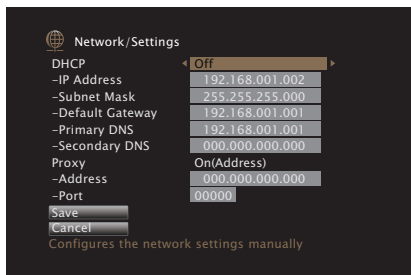 Network/Settings
DHCP Off
–IP Address 192.168.001.002
–Subnet Mask 255.255.255.000
–Default Gateway 192.168.001.001
–Primary DNS 192.168.001.001
–Secondary DNS 000.000.000.000
Proxy On(Address)
–Address 000.000.000.000
–Port 00000
Save
Cancel
Configures the network settings manually